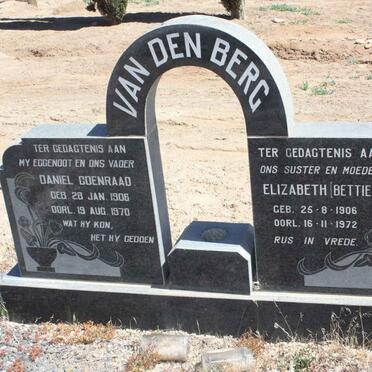 VAN DEN BERG
TER GEDAGTENIS AAN
MY EGGENOOT EN ONS VADER
DANIEL COENRAAD
GEB. 28 JAN. 1906
OORL. 19 AUG. 1970
WAT HY KON,
HET HY GEDOEN
TER GEDAGTENIS AA
ONS SUSTER EN MOEDE
ELIZABETH (BETTIE
GEB. 25-8-1906
OORL. 16-11-1972
RUS IN VREDE